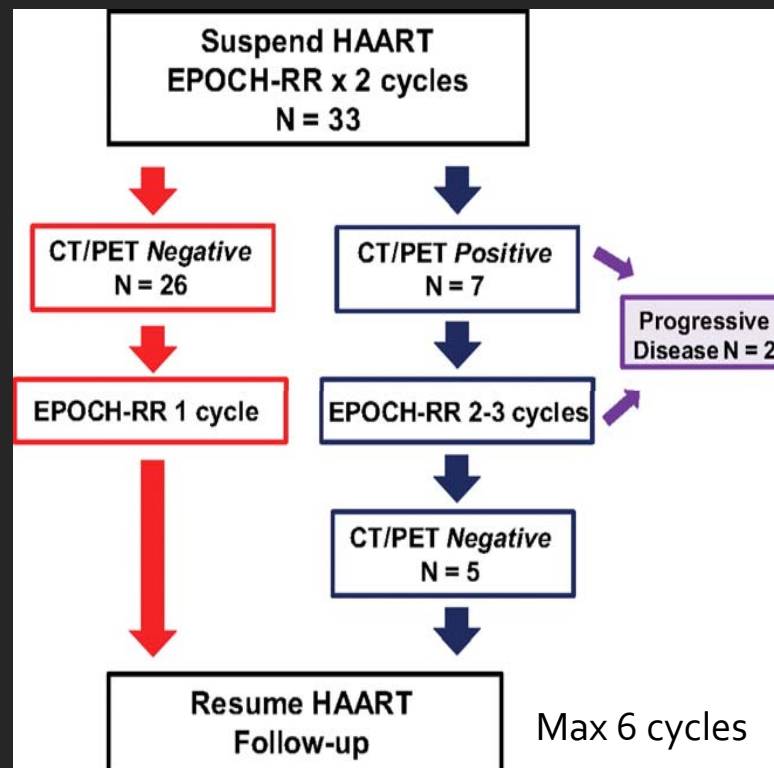 Suspend HAART
EPOCH-RR x 2 cycles
N = 33
CT/PET Negative
N = 26
CT/PET Positive
N = 7
Progressive
Disease N = 2
EPOCH-RR 1 cycle
EPOCH-RR 2-3 cycles
CT/PET Negative
N = 5
Resume HAART
Follow-up
Max 6 cycles